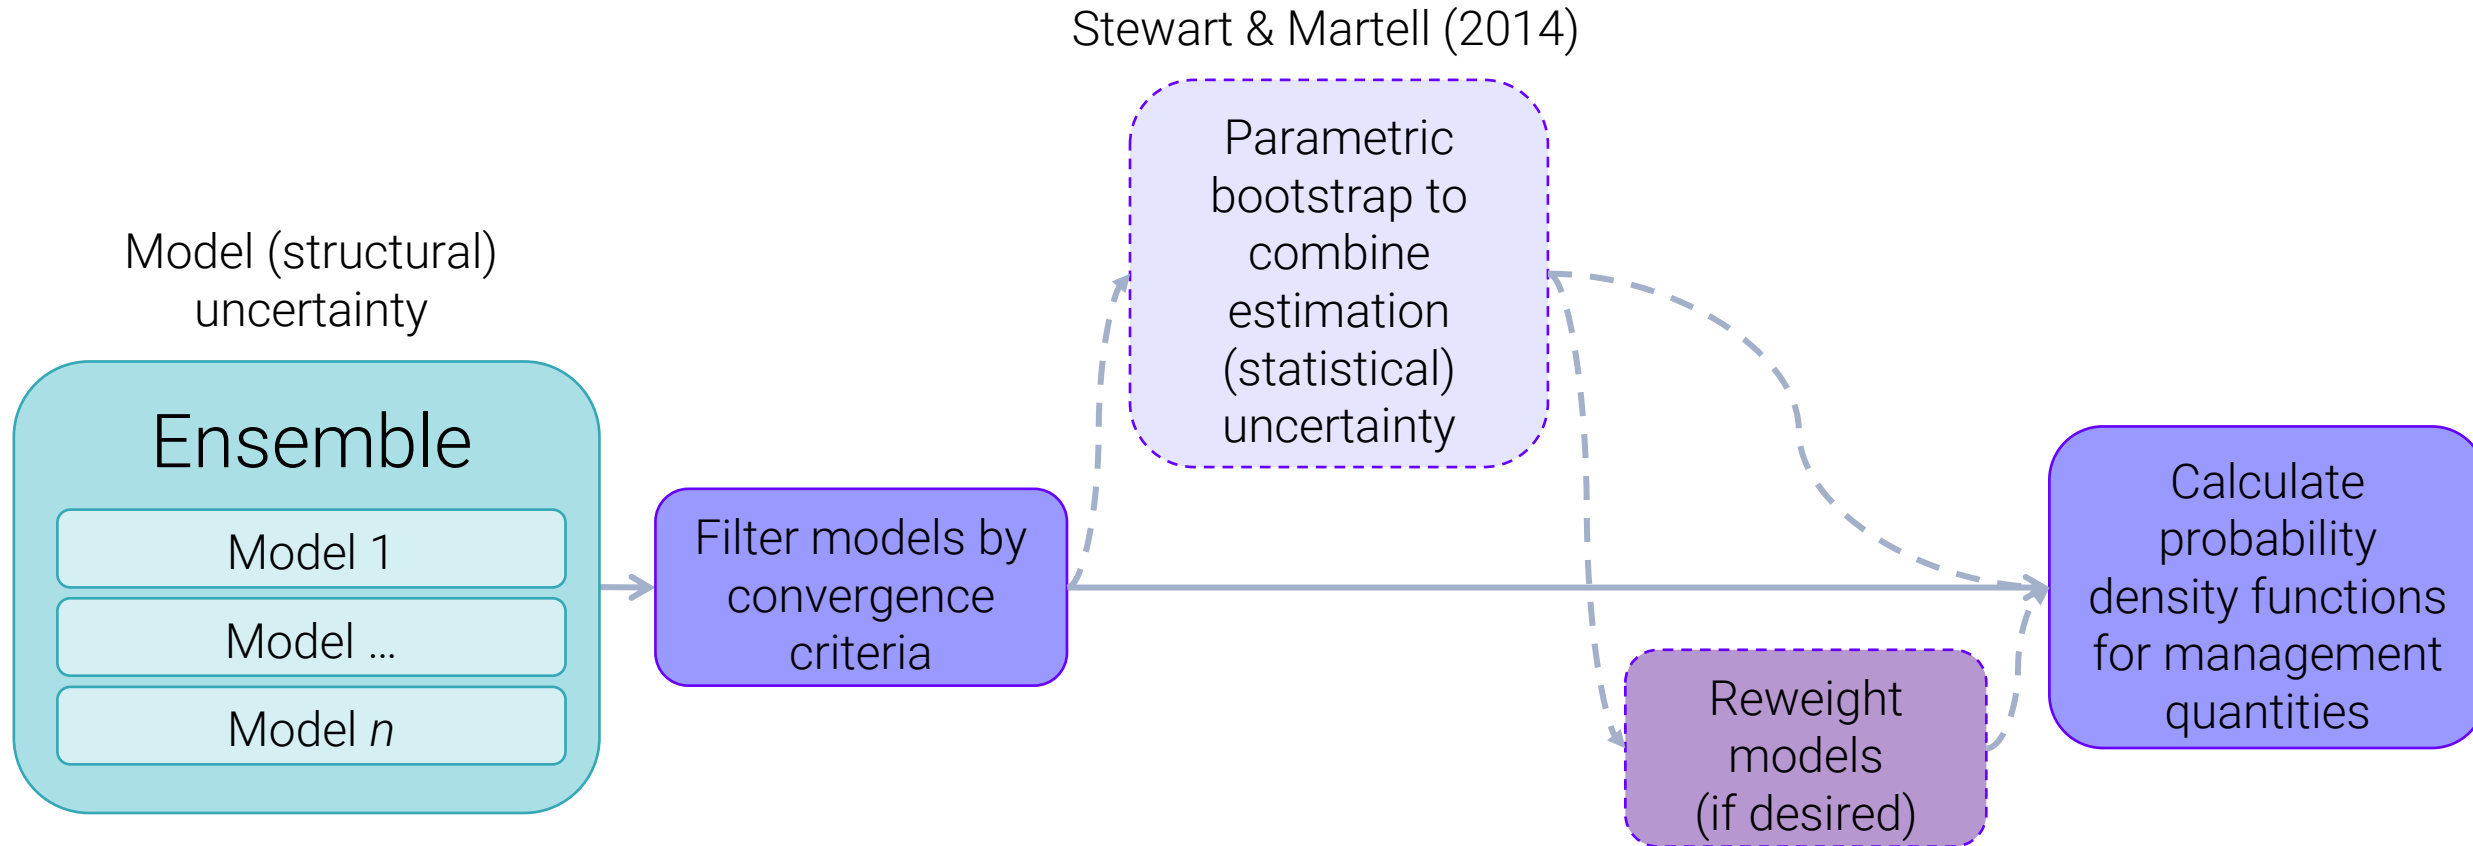 Stewart & Martell (2014)
Model (structural)
uncertainty
Ensemble
Model 1
Model ...
Model n
Filter models by
convergence
criteria
Parametric
bootstrap to
combine
estimation
(statistical)
uncertainty
Reweight
models
(if desired)
Calculate
probability
density functions
for management
quantities